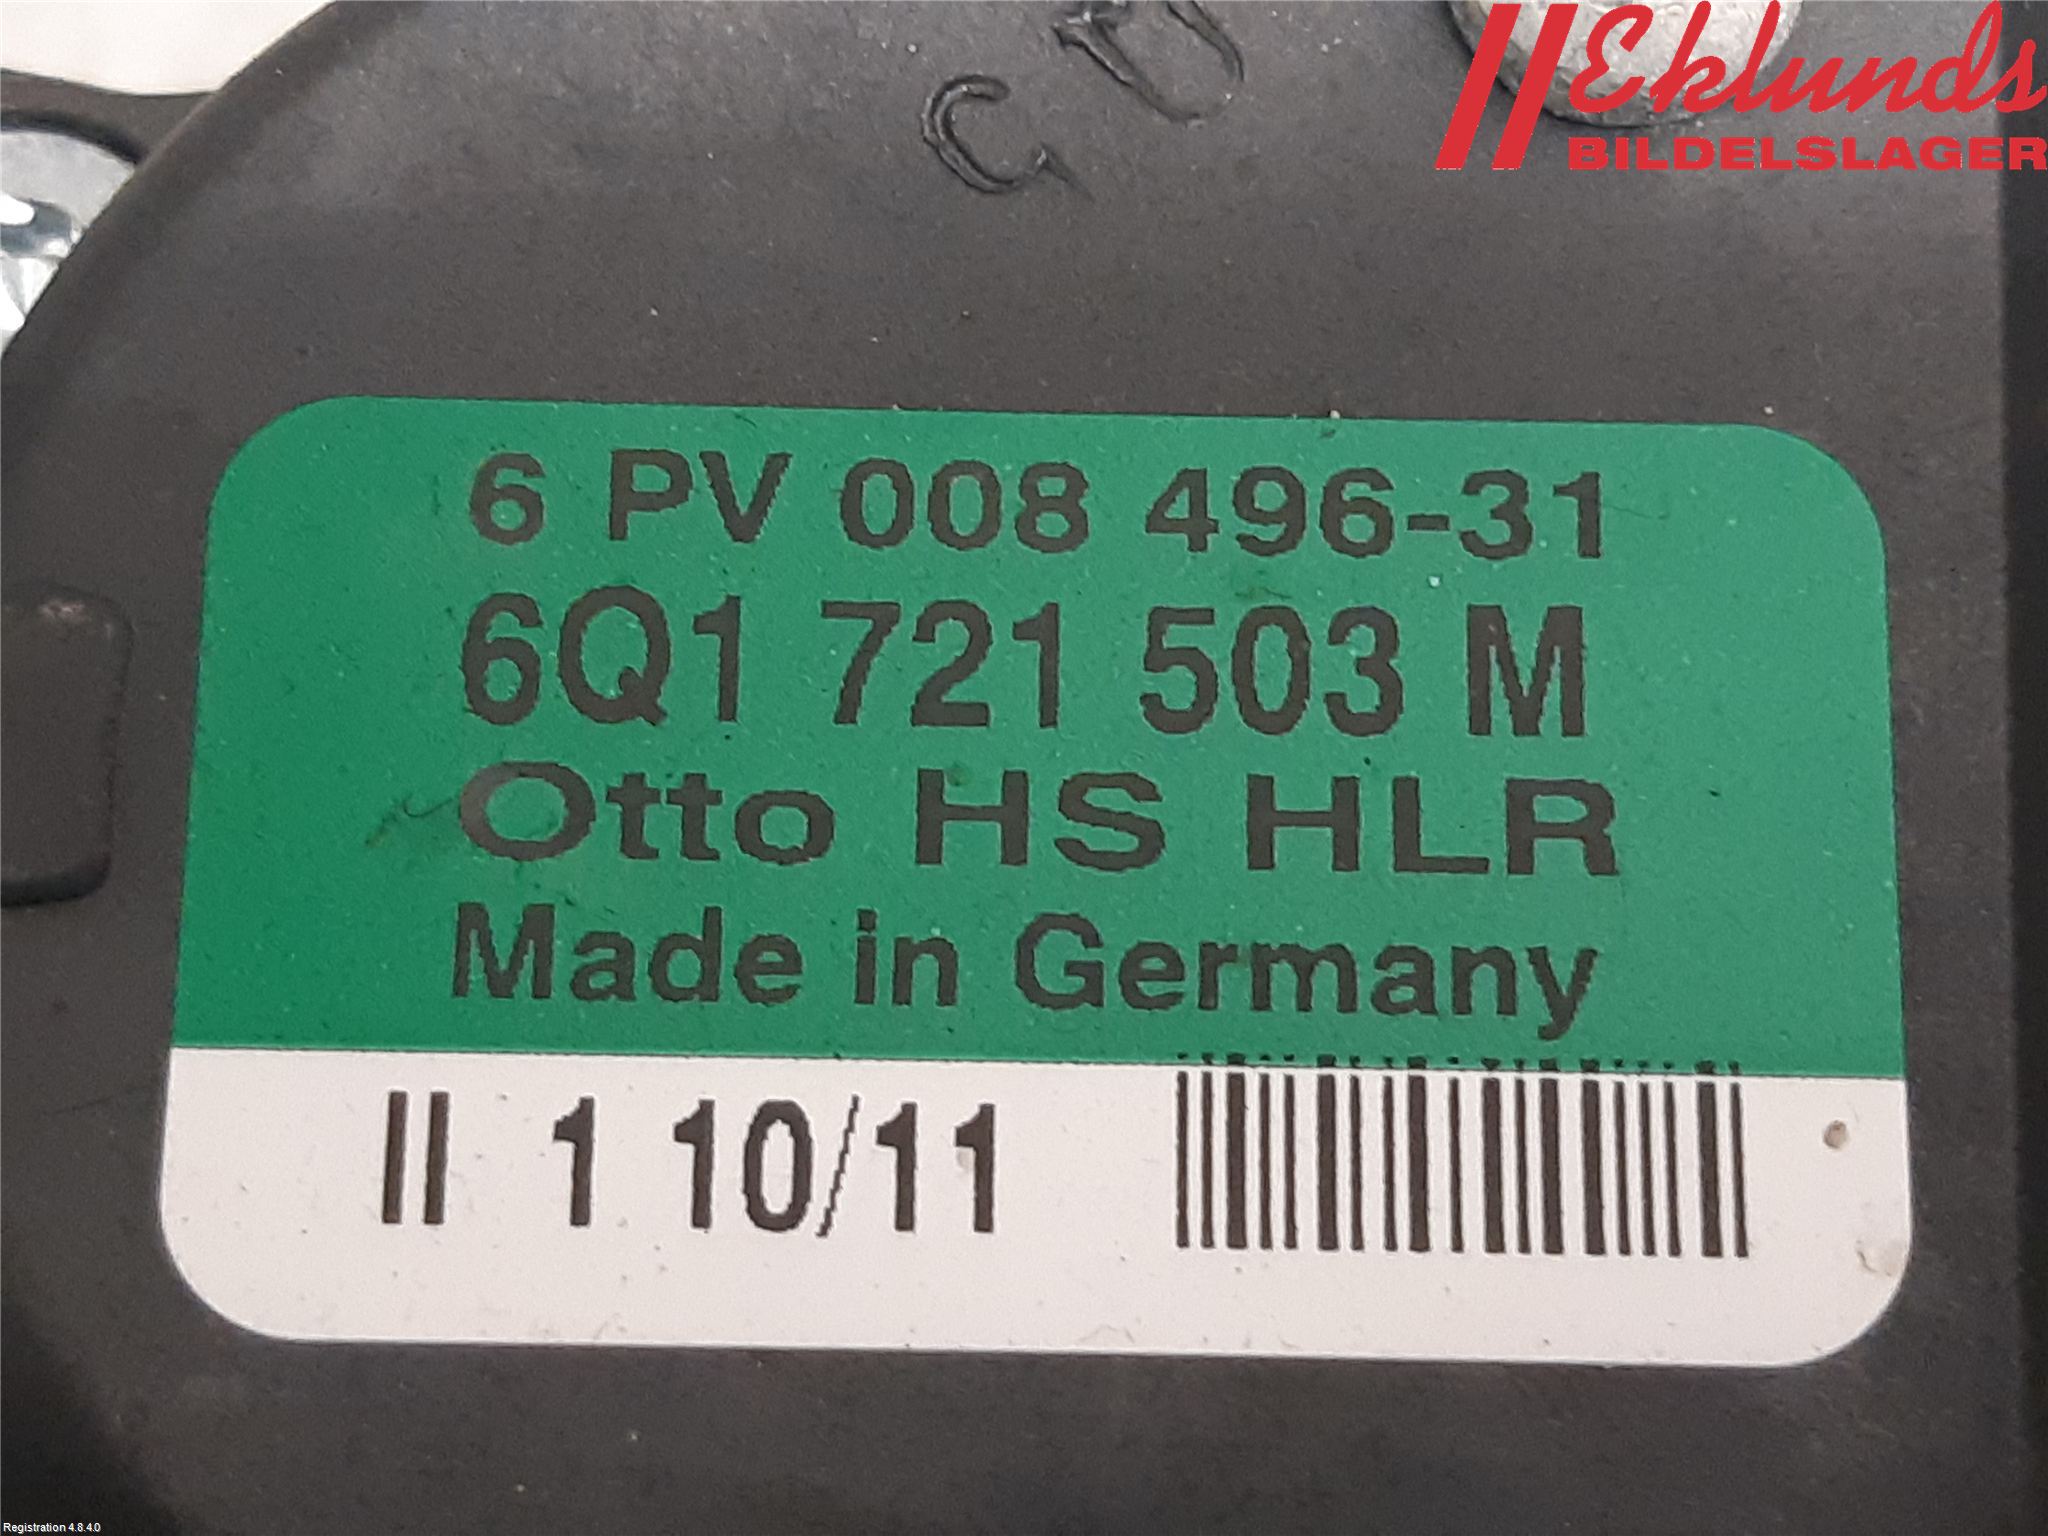 Eklunds
BILDELSLAGER
6 PV 008 496-31
6Q1 721 503 M
Otto HS HLR
Made in Germany
II 1 10/11
Registration 4.8.4.0